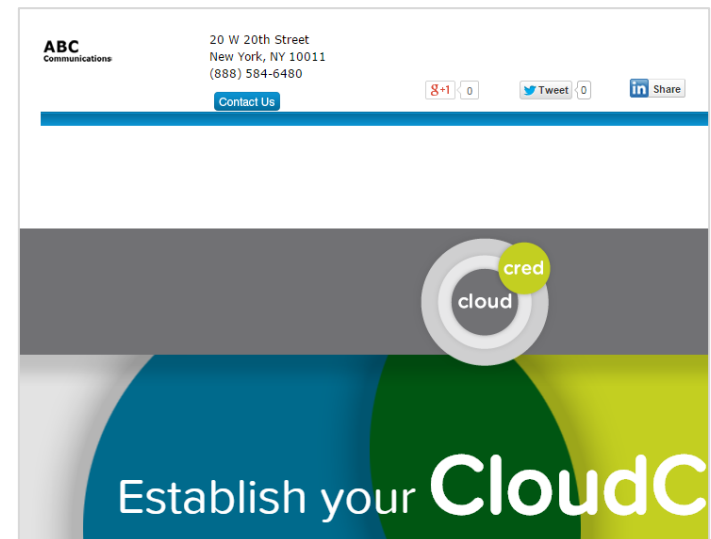 ABC
Communications
20 W 20th Street
New York, NY 10011
(888) 584-6480
Contact Us
g+1 0
Tweet 0
in Share
cred
cloud
Establish your CloudC